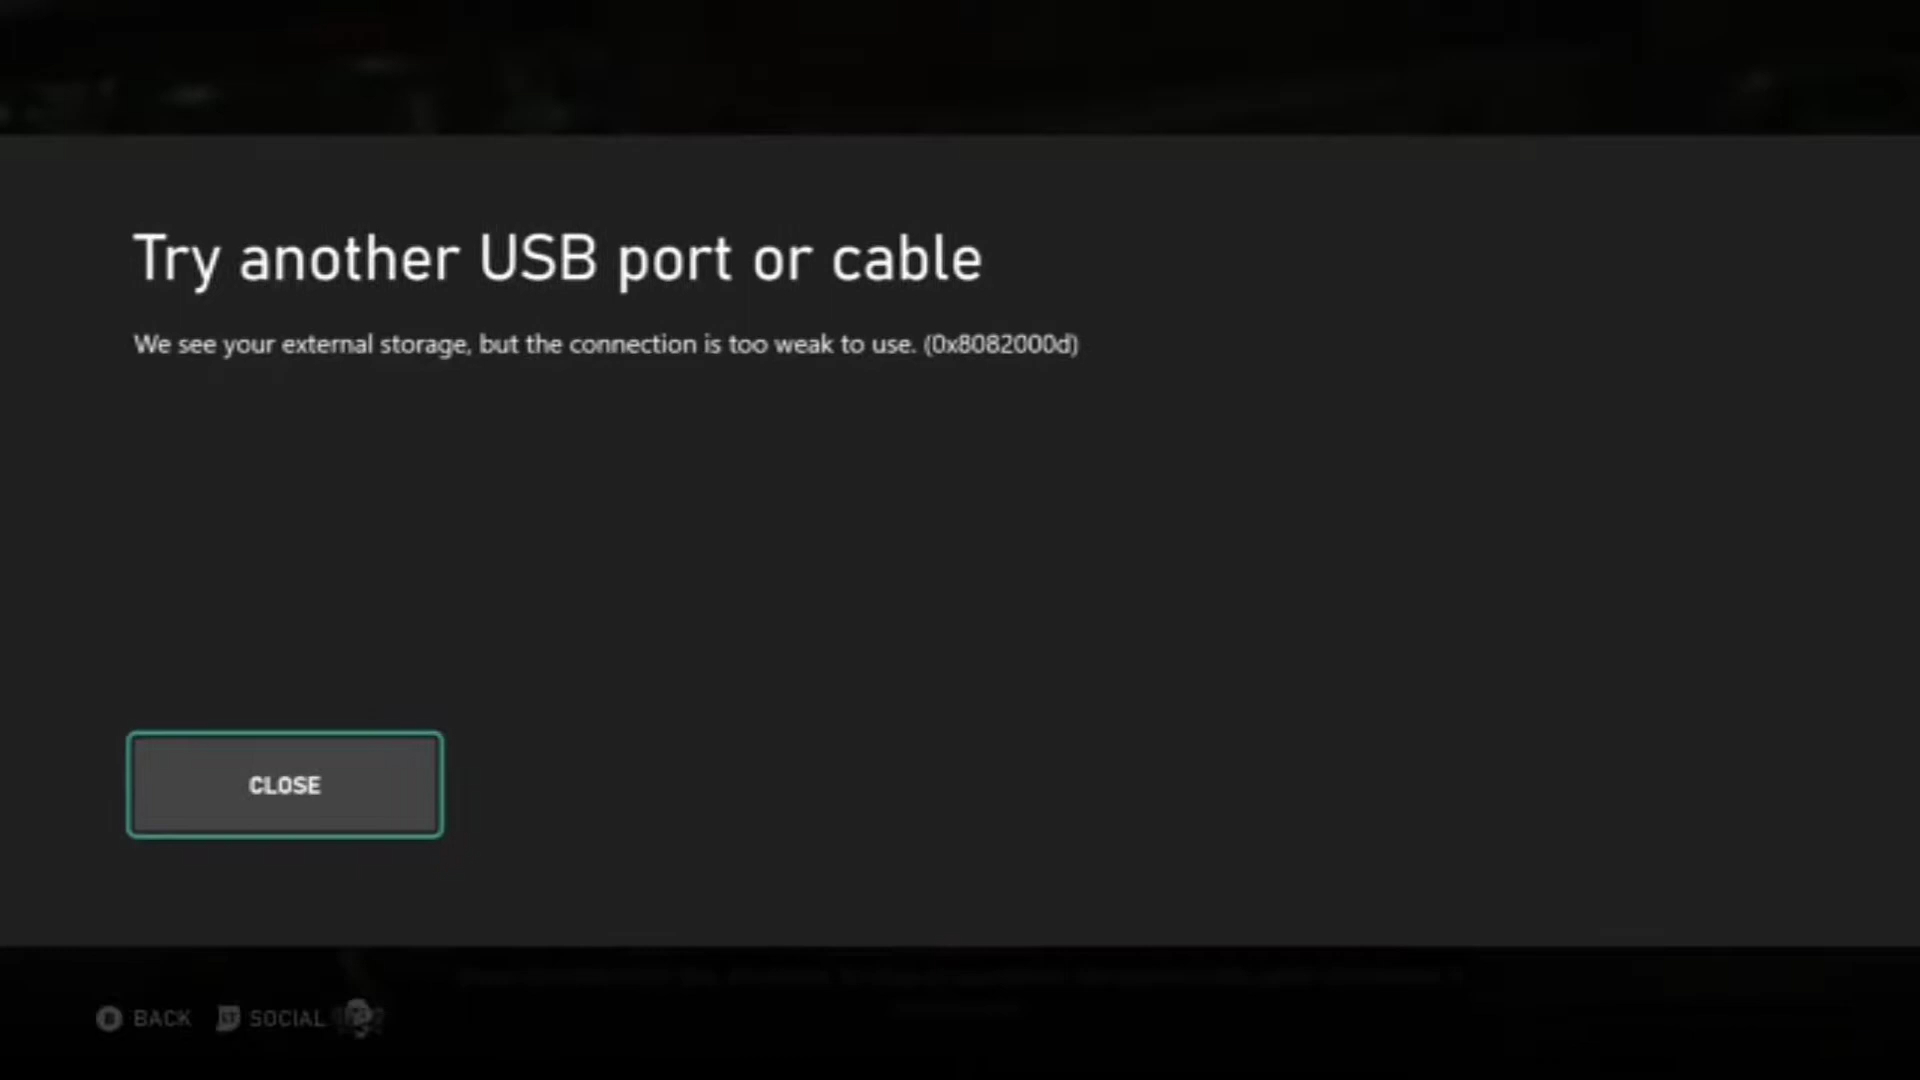 Try another USB port or cable
We see your external storage, but the connection is too weak to use. (0x8082000d)
CLOSE
B BACK LT SOCIAL